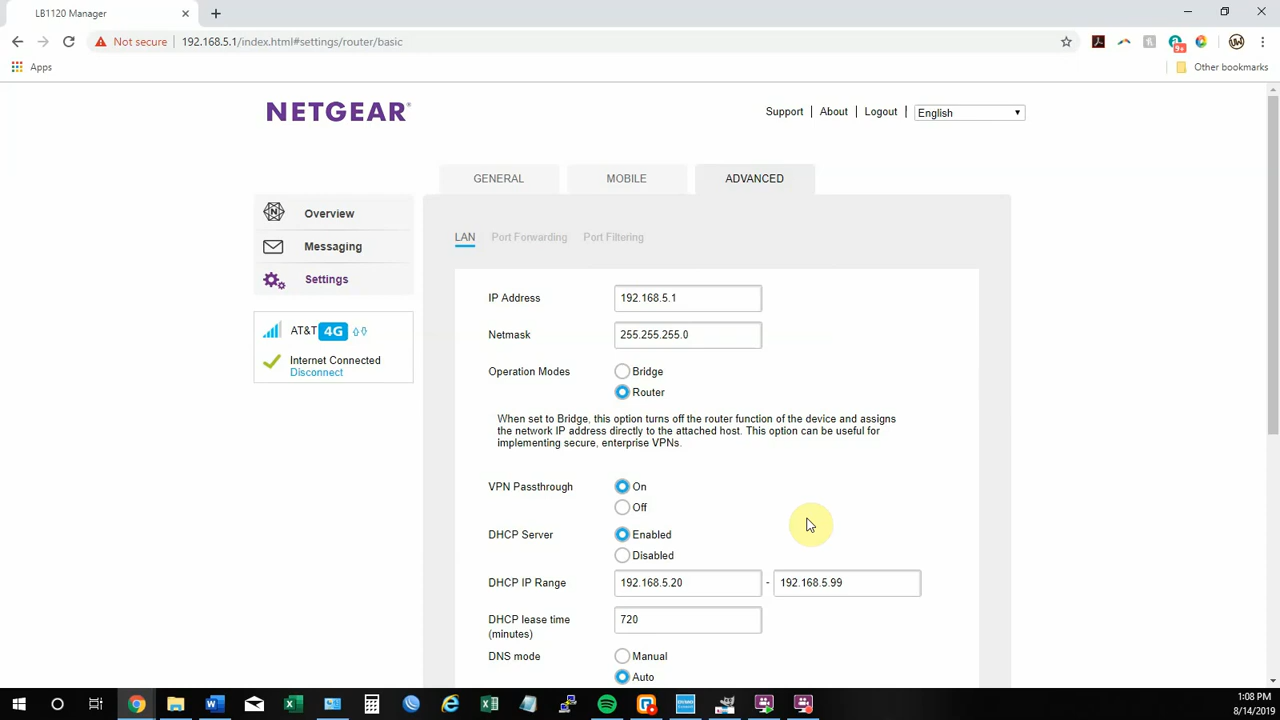 LB1120 Manager
Not secure
192.168.5.1/index.html#settings/router/basic
9+
UW
Apps
Other bookmarks
NETGEAR®
Support | About | Logout |
English
GENERAL
MOBILE
ADVANCED
Overview
Messaging
Settings
AT&T 4G
Internet Connected
Disconnect
LAN
Port Forwarding
Port Filtering
IP Address
192.168.5.1
Netmask
255.255.255.0
Operation Modes
Bridge
Router
When set to Bridge, this option turns off the router function of the device and assigns
the network IP address directly to the attached host. This option can be useful for
implementing secure, enterprise VPNs.
VPN Passthrough
On
Off
DHCP Server
Enabled
Disabled
DHCP IP Range
192.168.5.20 - 192.168.5.99
DHCP lease time
(minutes)
720
DNS mode
Manual
Auto
1:08 PM
8/14/2019